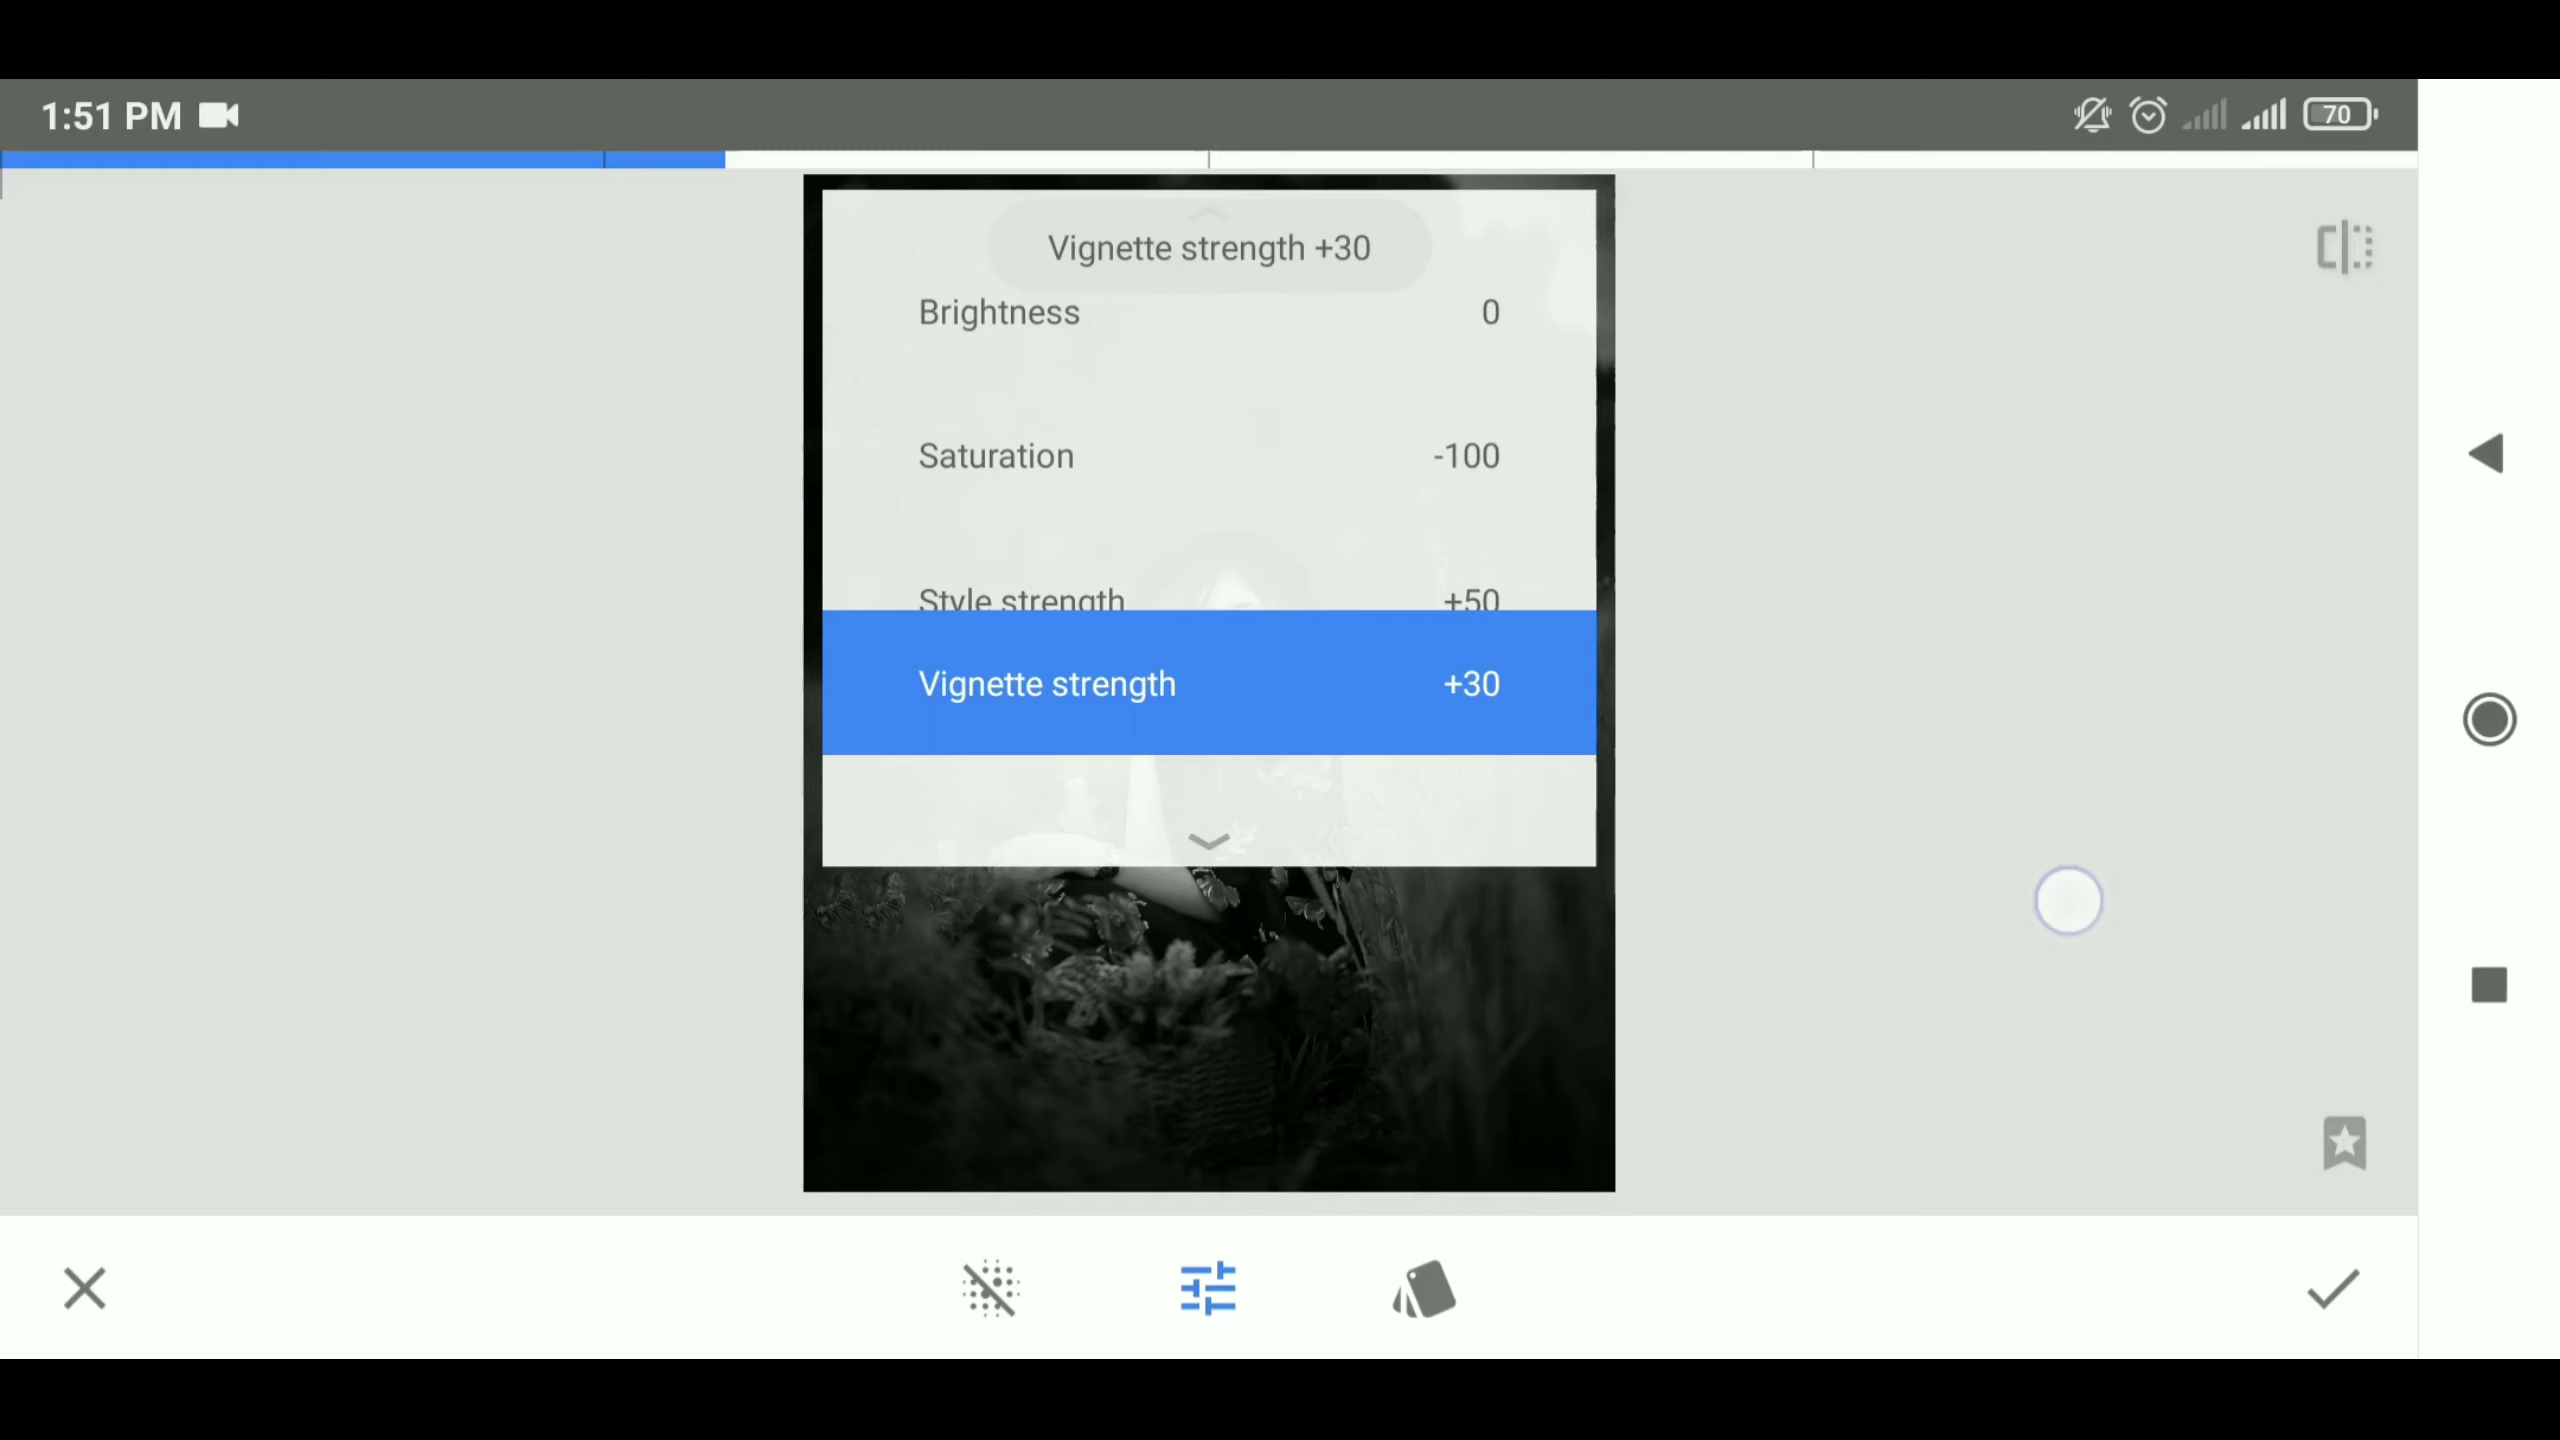 1:51 PM
70
Vignette strength +30
Brightness 0
Saturation -100
Style strength +50
Vignette strength +30